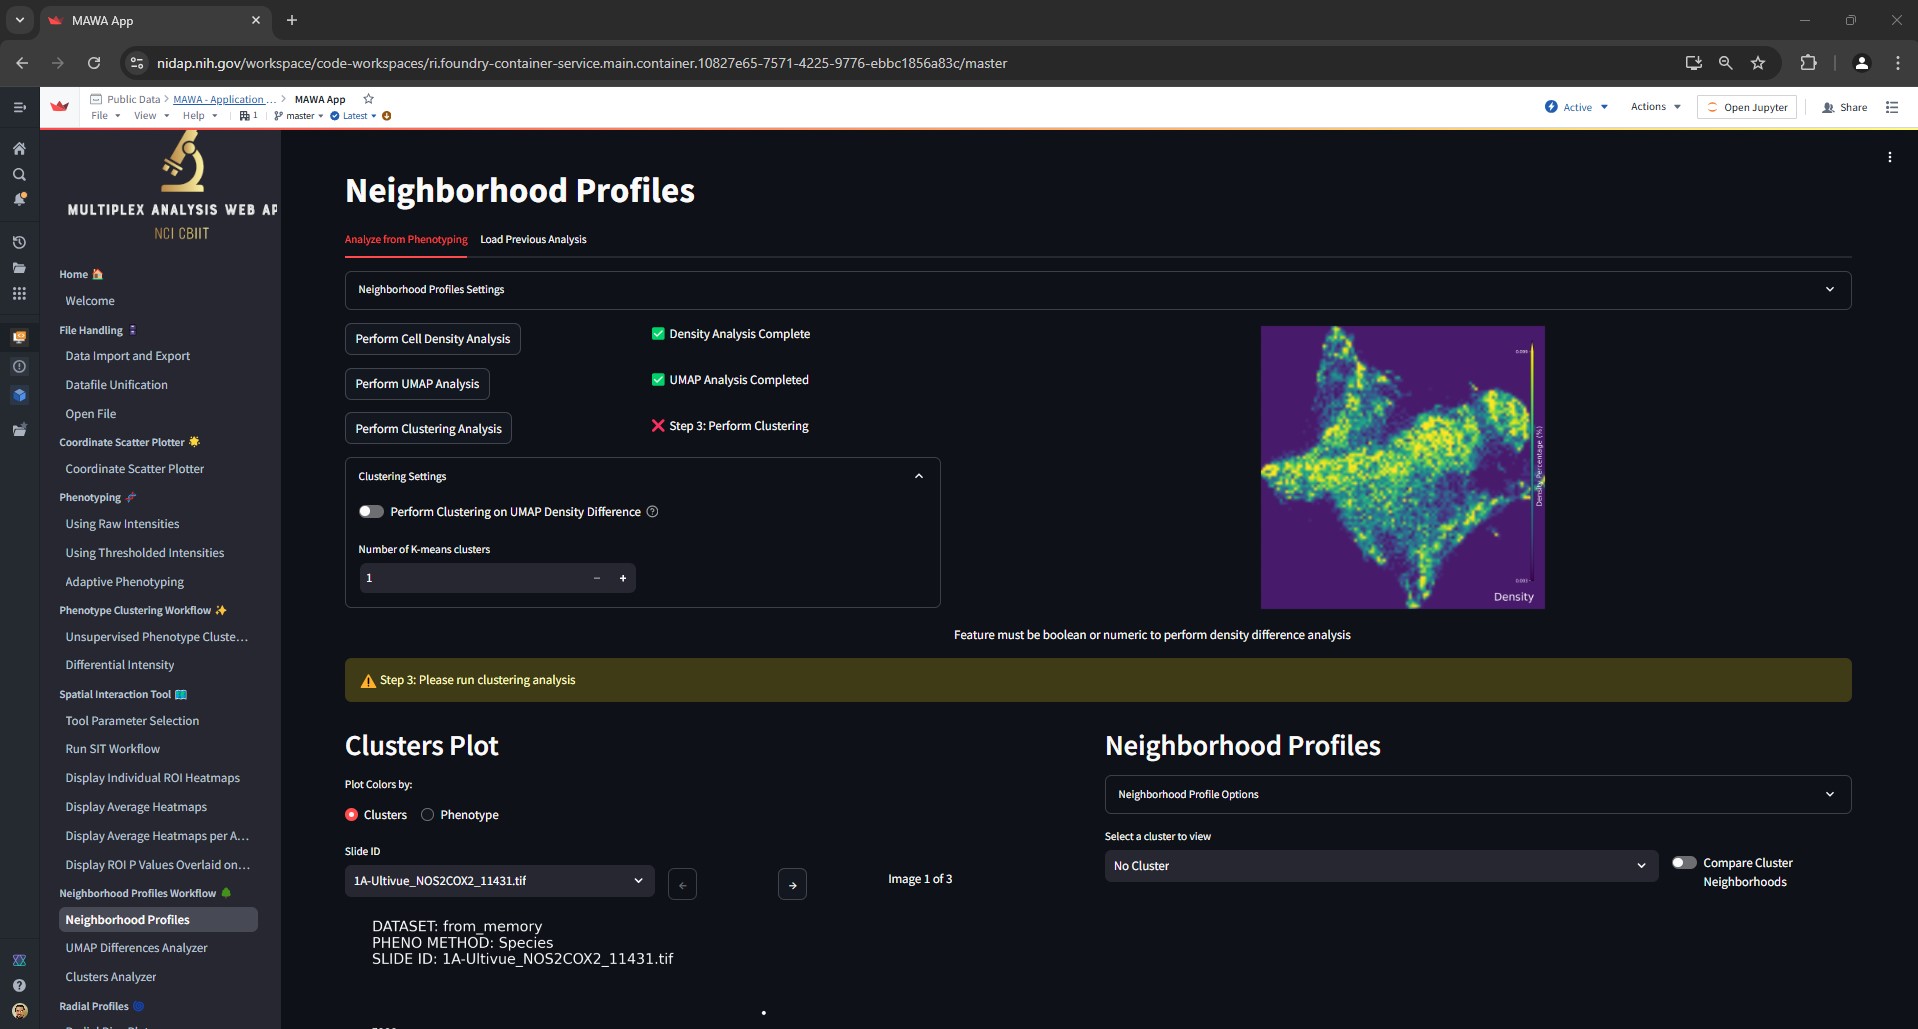 MAWA App
nidap.nih.gov/workspace/code-workspaces/ri.foundry-container-service.main.container.10827e65-7571-4225-9776-ebbc1856a83c/master
Public Data > MAWA - Application ... > MAWA App
File View Help 1 master Latest
Active Actions Open Jupyter Share
MULTIPLEX ANALYSIS WEB AP
NCI CBIIT
Home
Welcome
File Handling
Data Import and Export
Datafile Unification
Open File
Coordinate Scatter Plotter
Coordinate Scatter Plotter
Phenotyping
Using Raw Intensities
Using Thresholded Intensities
Adaptive Phenotyping
Phenotype Clustering Workflow
Unsupervised Phenotype Cluste...
Differential Intensity
Spatial Interaction Tool
Tool Parameter Selection
Run SIT Workflow
Display Individual ROI Heatmaps
Display Average Heatmaps
Display Average Heatmaps per A...
Display ROI P Values Overlaid on...
Neighborhood Profiles Workflow
Neighborhood Profiles
UMAP Differences Analyzer
Clusters Analyzer
Radial Profiles
Neighborhood Profiles
Analyze from Phenotyping Load Previous Analysis
Neighborhood Profiles Settings
Perform Cell Density Analysis
Density Analysis Complete
Perform UMAP Analysis
UMAP Analysis Completed
Perform Clustering Analysis
Step 3: Perform Clustering
Clustering Settings
Perform Clustering on UMAP Density Difference
Number of K-means clusters
1
Density Percentage (%)
Density
Feature must be boolean or numeric to perform density difference analysis
Step 3: Please run clustering analysis
Clusters Plot
Plot Colors by:
Clusters Phenotype
Slide ID
1A-Ultivue_NOS2COX2_11431.tif
Image 1 of 3
DATASET: from_memory
PHENO METHOD: Species
SLIDE ID: 1A-Ultivue_NOS2COX2_11431.tif
Neighborhood Profiles
Neighborhood Profile Options
Select a cluster to view
No Cluster
Compare Cluster
Neighborhoods